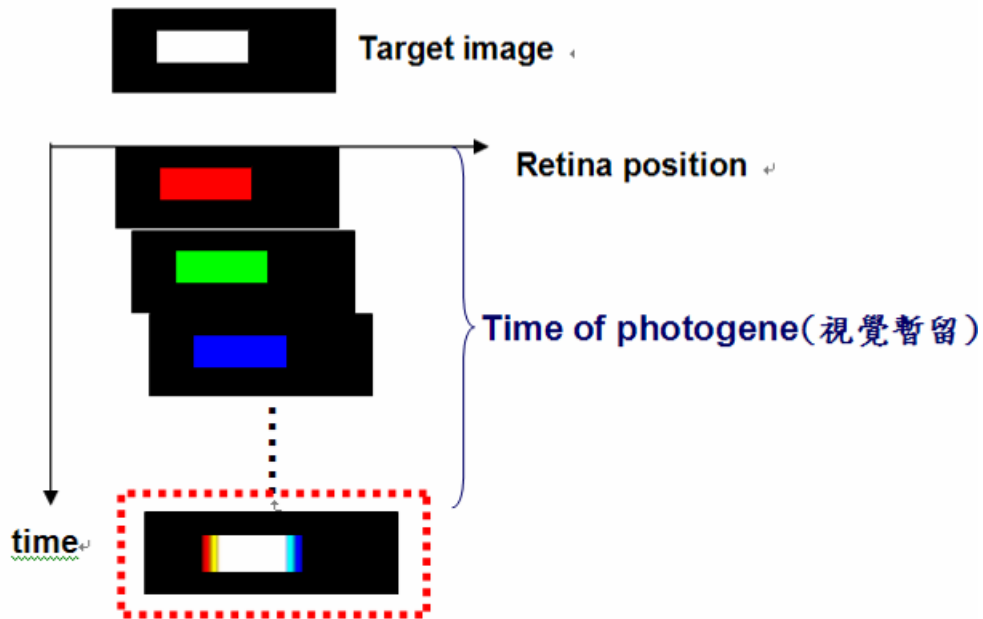 Target image
Retina position
Time of photogene(視覺暫留)
time